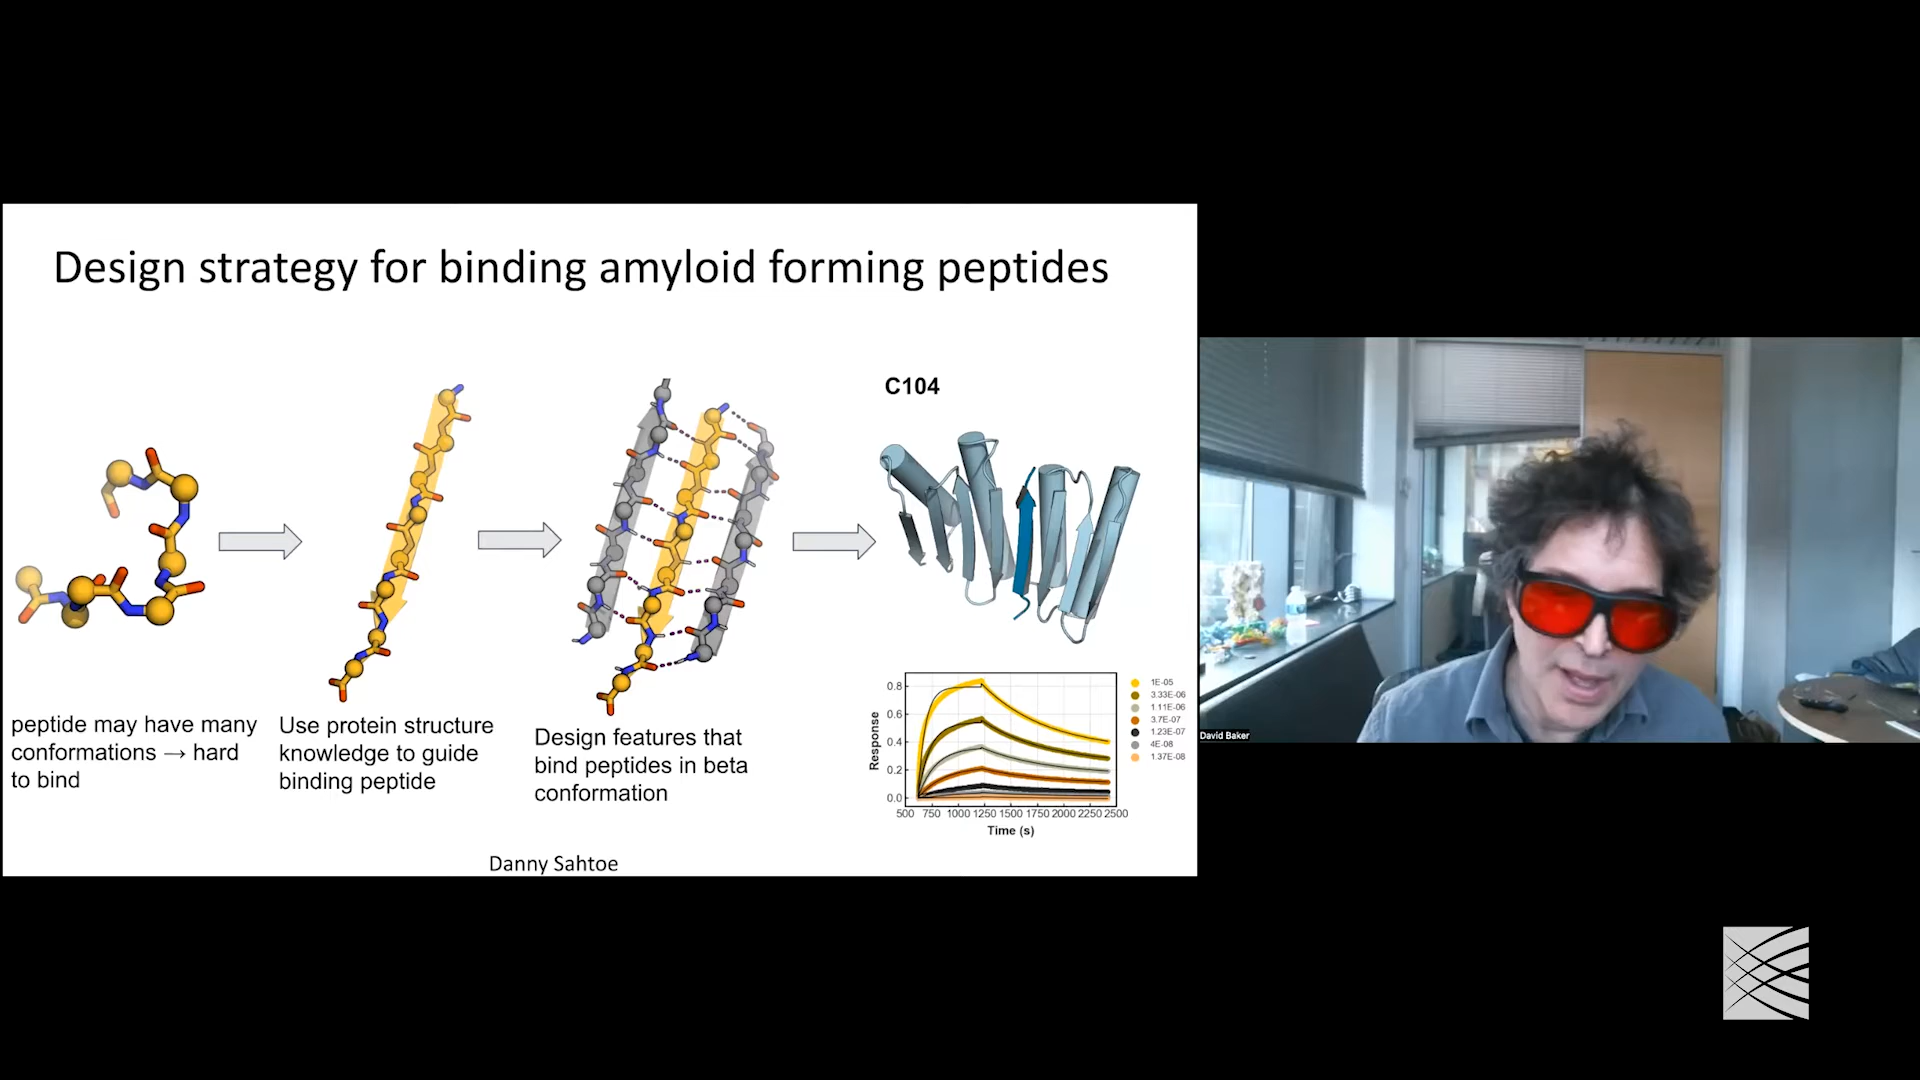 Design strategy for binding amyloid forming peptides
C104
peptide may have many
conformations → hard
to bind
Use protein structure
knowledge to guide
binding peptide
Design features that
bind peptides in beta
conformation
Response
0.8
0.6
0.4
0.2
0.0
500 750 1000 1250 1500 1750 2000 2250 2500
Time (s)
1E-05
3.33E-06
1.11E-06
3.7E-07
1.23E-07
4E-08
1.37E-08
Danny Sahtoe
David Baker